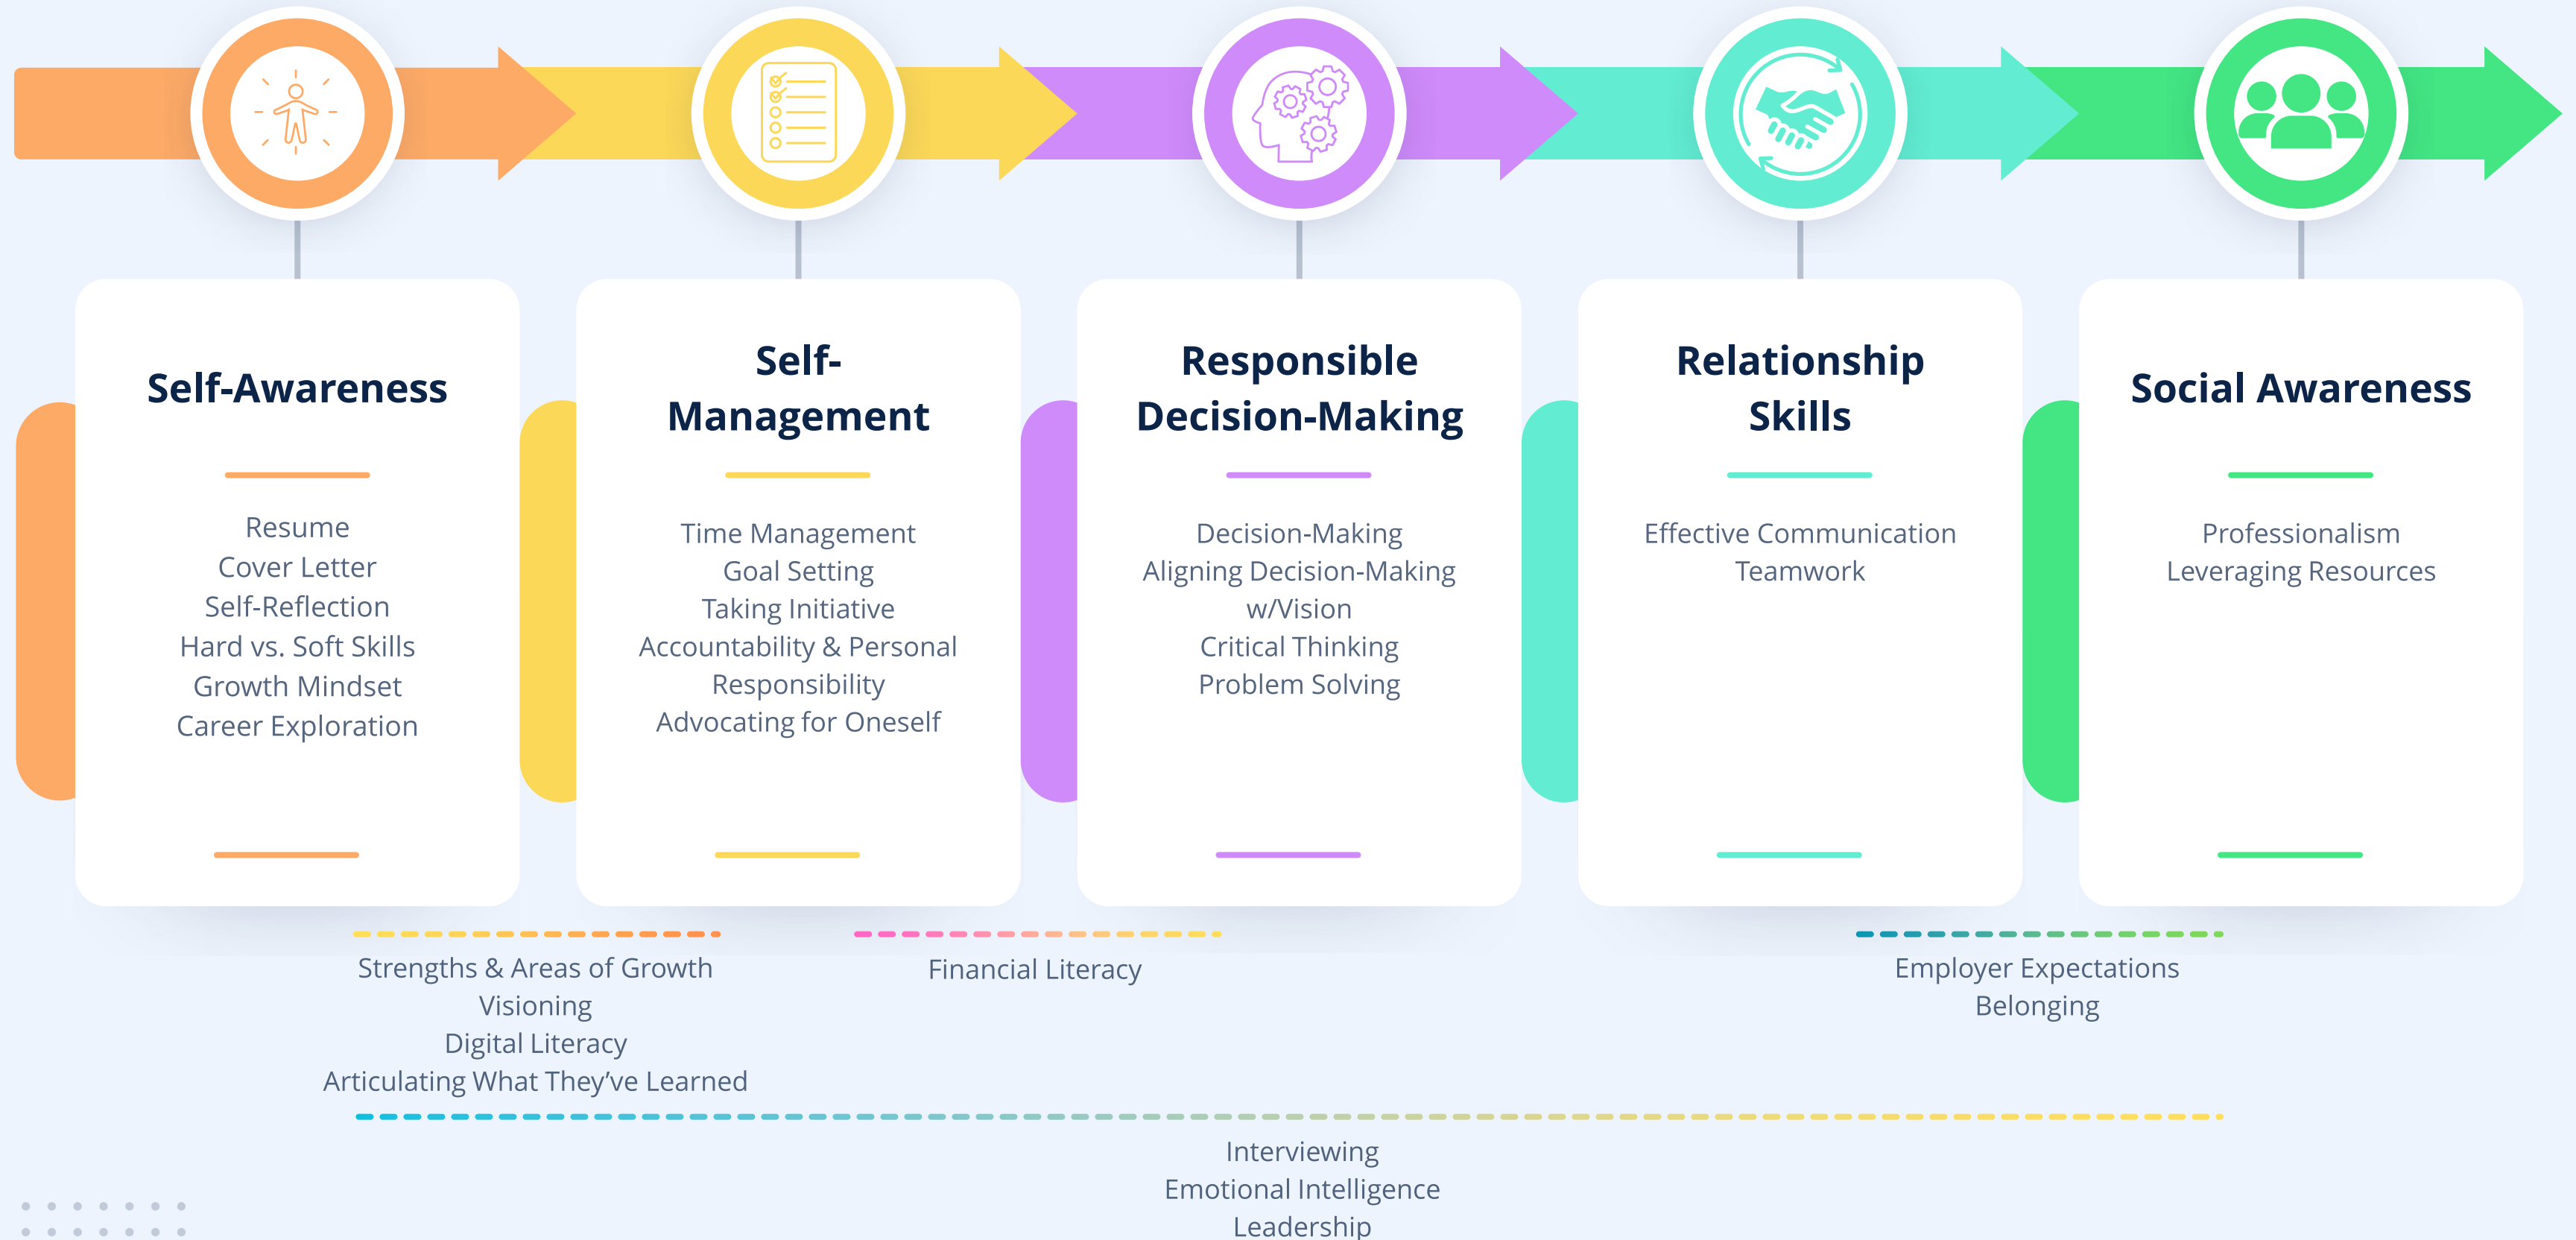 Self-Awareness
Resume
Cover Letter
Self-Reflection
Hard vs. Soft Skills
Growth Mindset
Career Exploration
Self-
Management
Time Management
Goal Setting
Taking Initiative
Accountability & Personal
Responsibility
Advocating for Oneself
Responsible
Decision-Making
Decision-Making
Aligning Decision-Making
w/Vision
Critical Thinking
Problem Solving
Relationship
Skills
Effective Communication
Teamwork
Social Awareness
Professionalism
Leveraging Resources
Strengths & Areas of Growth
Visioning
Digital Literacy
Articulating What They’ve Learned
Financial Literacy
Employer Expectations
Belonging
Interviewing
Emotional Intelligence
Leadership